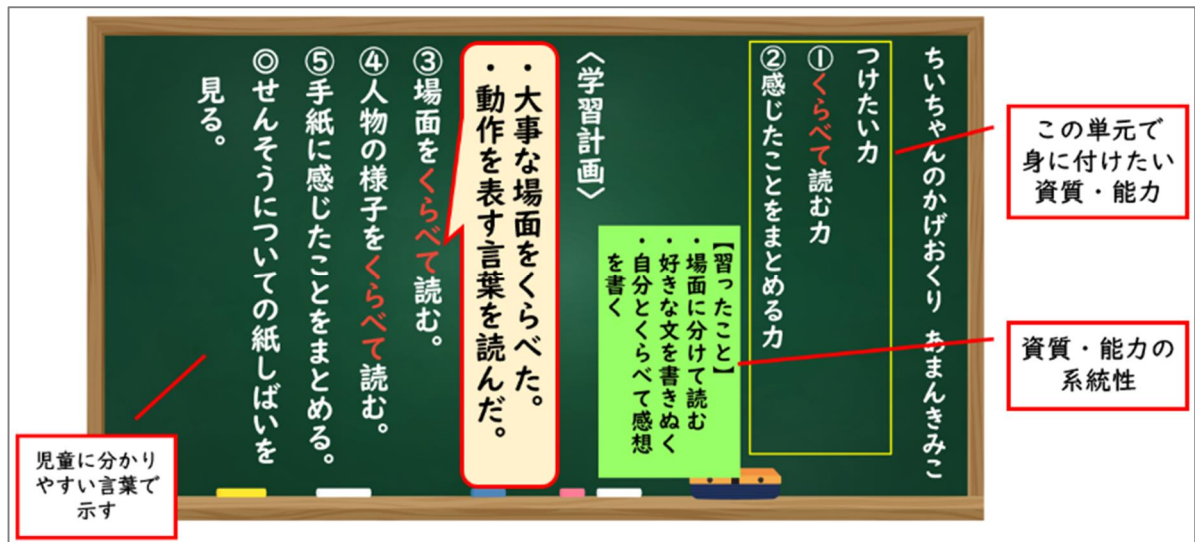 ちいちゃんのかげおくり あまんきみこ
つけたい力
①くらべて読む力
②感じたことをまとめる力
【習ったこと】
・場面に分けて読む
・好きな文を書きぬく
・自分とくらべて感想
を書く
〈学習計画〉
・大事な場面をくらべた。
・動作を表す言葉を読んだ。
③場面をくらべて読む。
④人物の様子をくらべて読む。
⑤手紙に感じたことをまとめる。
◎せんそうについての紙しばいを
見る。
この単元で
身に付けたい
資質・能力
資質・能力の
系統性
児童に分かり
やすい言葉で
示す